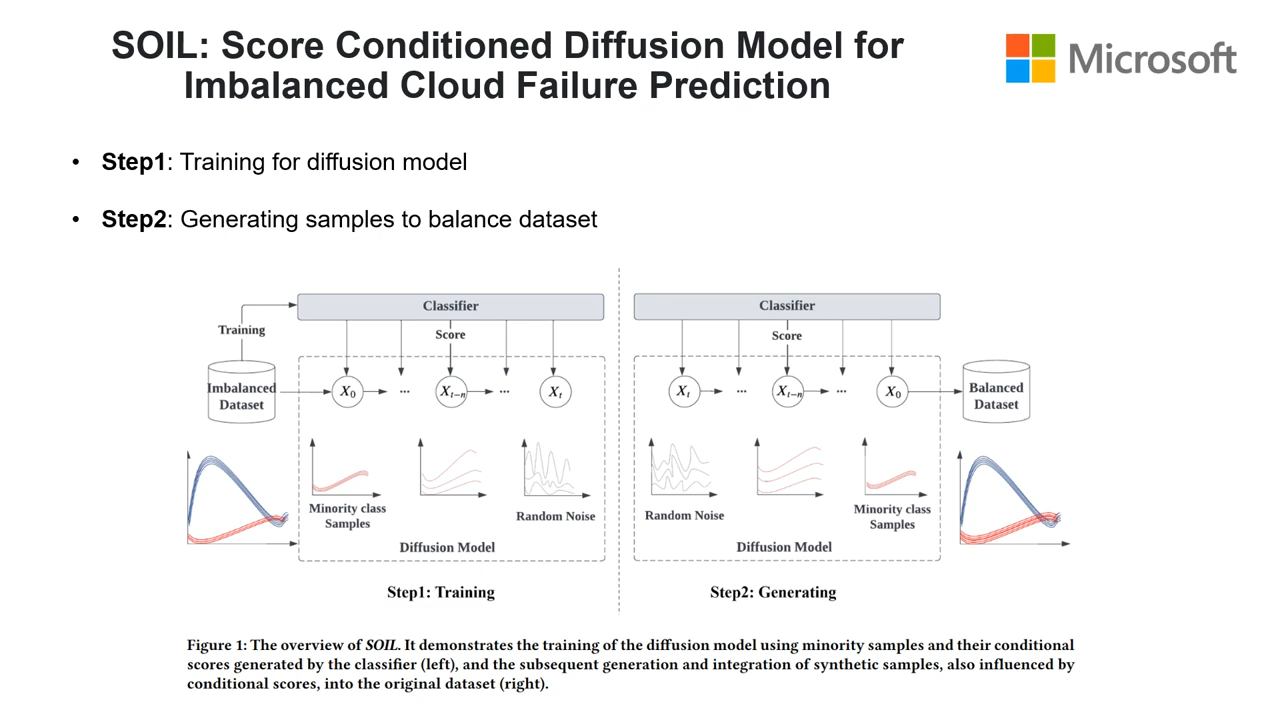 SOIL: Score Conditioned Diffusion Model for
Imbalanced Cloud Failure Prediction
Microsoft
• Step1: Training for diffusion model
• Step2: Generating samples to balance dataset
Classifier
Training
Score
Imbalanced
Dataset
X0
...
Xt−n
...
Xt
Minority class
Samples
Random Noise
Diffusion Model
Step1: Training
Classifier
Score
Xt
...
Xt−n
...
X0
Balanced
Dataset
Random Noise
Minority class
Samples
Diffusion Model
Step2: Generating
Figure 1: The overview of SOIL. It demonstrates the training of the diffusion model using minority samples and their conditional
scores generated by the classifier (left), and the subsequent generation and integration of synthetic samples, also influenced by
conditional scores, into the original dataset (right).